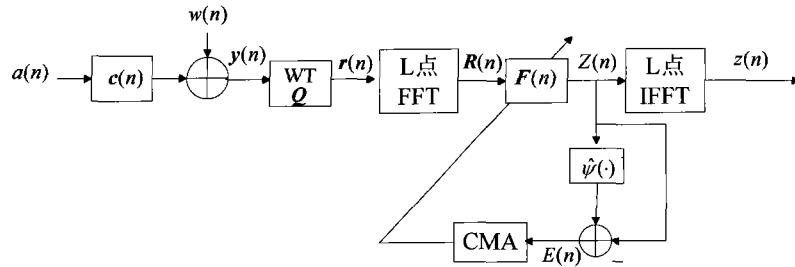 w(n)
a(n)
c(n)
y(n)
WT
Q
r(n)
L点
FFT
R(n)
F(n)
Z(n)
L点
IFFT
z(n)
ψ̂(·)
CMA
E(n)
−